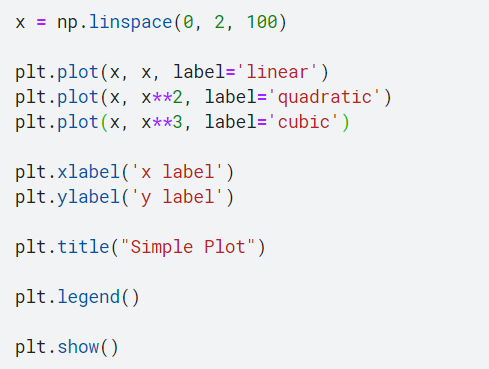 x = np.linspace(0, 2, 100)
plt.plot(x, x, label='linear')
plt.plot(x, x**2, label='quadratic')
plt.plot(x, x**3, label='cubic')
plt.xlabel('x label')
plt.ylabel('y label')
plt.title("Simple Plot")
plt.legend()
plt.show()